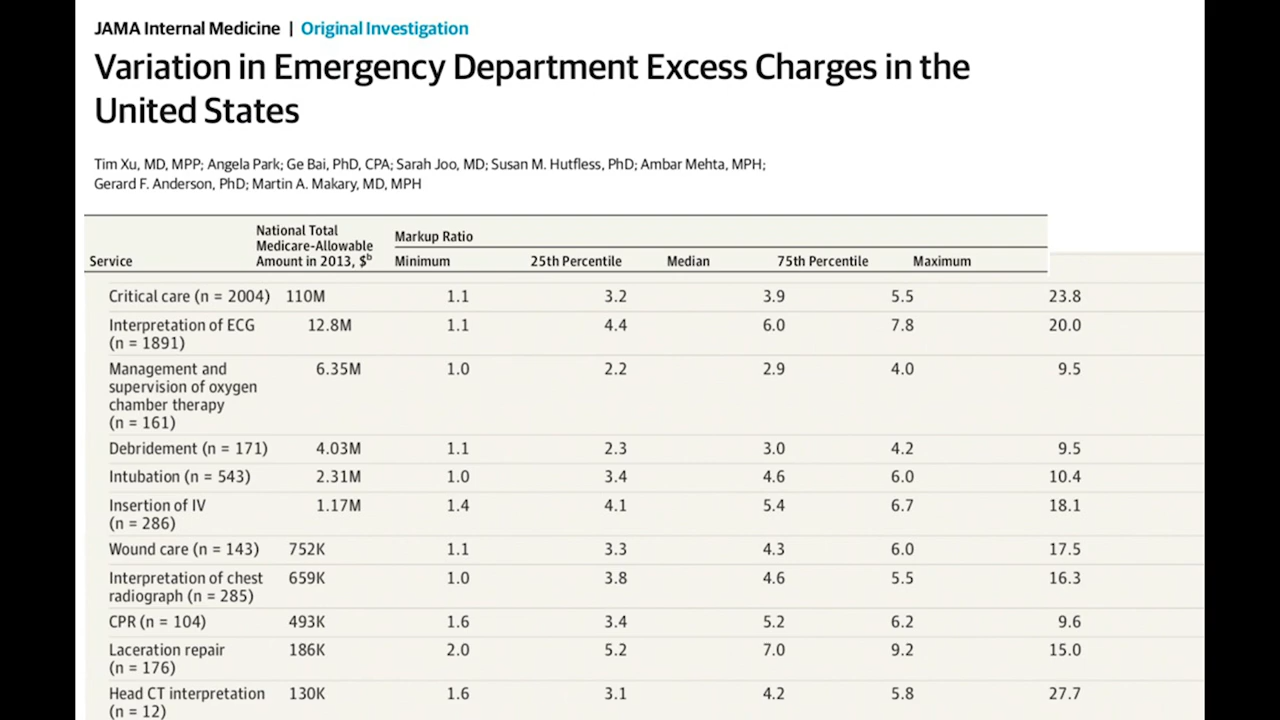 JAMA Internal Medicine | Original Investigation
Variation in Emergency Department Excess Charges in the
United States
Tim Xu, MD, MPP; Angela Park; Ge Bai, PhD, CPA; Sarah Joo, MD; Susan M. Hutfless, PhD; Ambar Mehta, MPH;
Gerard F. Anderson, PhD; Martin A. Makary, MD, MPH
National Total
Medicare-Allowable
Markup Ratio
Service Amount in 2013, $b Minimum 25th Percentile Median 75th Percentile Maximum
Critical care (n = 2004) 110M 1.1 3.2 3.9 5.5 23.8
Interpretation of ECG 12.8M 1.1 4.4 6.0 7.8 20.0
(n = 1891)
Management and 6.35M 1.0 2.2 2.9 4.0 9.5
supervision of oxygen
chamber therapy
(n = 161)
Debridement (n = 171) 4.03M 1.1 2.3 3.0 4.2 9.5
Intubation (n = 543) 2.31M 1.0 3.4 4.6 6.0 10.4
Insertion of IV 1.17M 1.4 4.1 5.4 6.7 18.1
(n = 286)
Wound care (n = 143) 752K 1.1 3.3 4.3 6.0 17.5
Interpretation of chest 659K 1.0 3.8 4.6 5.5 16.3
radiograph (n = 285)
CPR (n = 104) 493K 1.6 3.4 5.2 6.2 9.6
Laceration repair 186K 2.0 5.2 7.0 9.2 15.0
(n = 176)
Head CT interpretation 130K 1.6 3.1 4.2 5.8 27.7
(n = 12)